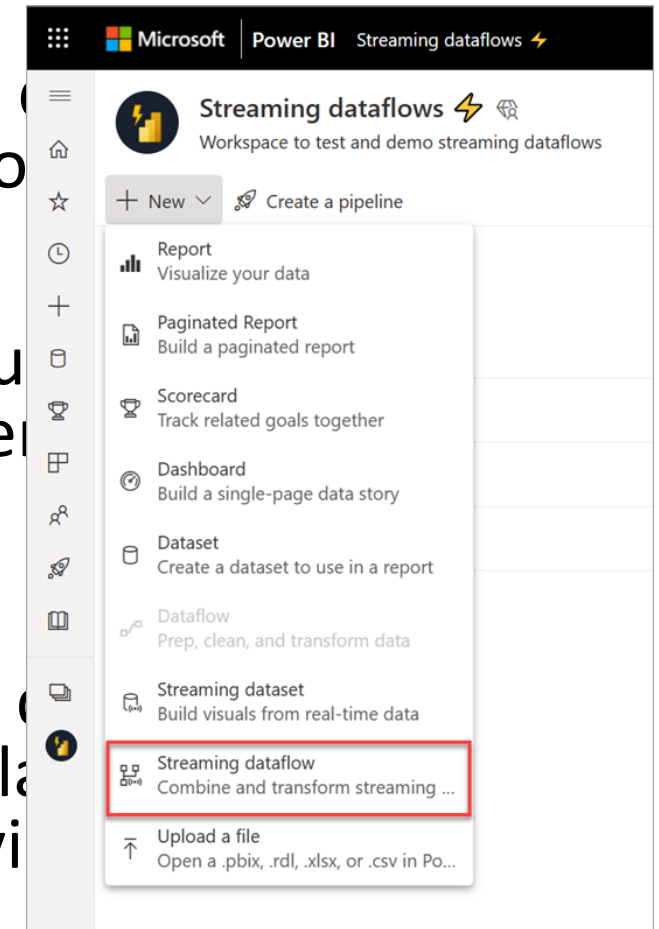 Microsoft Power BI Streaming dataflows
Streaming dataflows
Workspace to test and demo streaming dataflows
New Create a pipeline
Report
Visualize your data
Paginated Report
Build a paginated report
Scorecard
Track related goals together
Dashboard
Build a single-page data story
Dataset
Create a dataset to use in a report
Dataflow
Prep, clean, and transform data
Streaming dataset
Build visuals from real-time data
Streaming dataflow
Combine and transform streaming ...
Upload a file
Open a .pbix, .rdl, .xlsx, or .csv in Po...